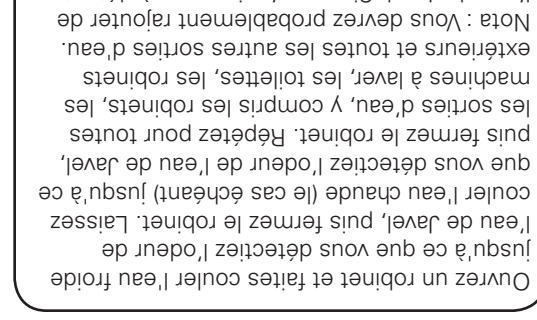 Ouvrez un robinet et faites couler l'eau froide
jusqu'à ce que vous détectiez l'odeur de
l'eau de Javel, puis fermez le robinet. Laissez
couler l'eau chaude (le cas échéant) jusqu'à ce
que vous détectiez l'odeur de l'eau de Javel,
puis fermez le robinet. Répétez pour toutes
les sorties d'eau, y compris les robinets, les
machines à laver, les toilettes, les robinets
extérieurs et toutes les autres sorties d'eau.
Nota : Vous devrez probablement rajouter de